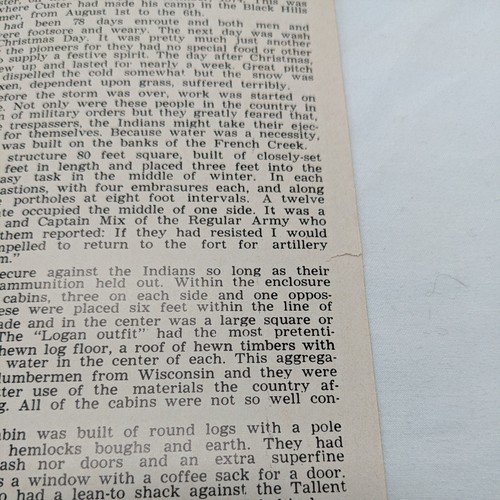 where Custer had made his camp in the Black Hills
mer, from August 1st to the 6th.
had been 78 days enroute and both men
were footsore and weary. The next day was wash
Christmas Day. It was pretty much just another
the pioneers for they had no special food or other
supply a festive spirit. The day after Christmas,
ew up and lasted for nearly a week. Great pitch
dispelled the cold somewhat but the snow was
xen, dependent upon grass, suffered terribly.
efore the storm was over, work was started on
e. Not only were these people in the country in
n of military orders but they greatly feared that,
e trespassers, the Indians might take their ejec-
for themselves. Because water was a necessity,
was built on the banks of the French Creek.
structure 80 feet square, built of closely-set
feet in length and placed three feet into the
easy task in the middle of winter. In each
astions, with four embrasures each, and along
e portholes at eight foot intervals. A twelve
te occupied the middle of one side. It was a
and Captain Mix of the Regular Army who
them reported: If they had resisted I would
mpelled to return to the fort for artillery
m."
ecure against the Indians so long as their
ammunition held out. Within the enclosure
cabins, three on each side and one oppos-
ese were placed six feet within the line of
ade and in the center was a large square or
The "Logan outfit" had the most pretenti-
hewn log floor, a roof of hewn timbers with
water in the center of each. This aggrega-
lumbermen from Wisconsin and they were
tter use of the materials the country af-
g. All of the cabins were not so well con-
abin was built of round logs with a pole
hemlocks boughs and earth. They had
ash nor doors and an extra superfine
s a window with a coffee sack for a door.
o had a lean-to shack against the Tallent